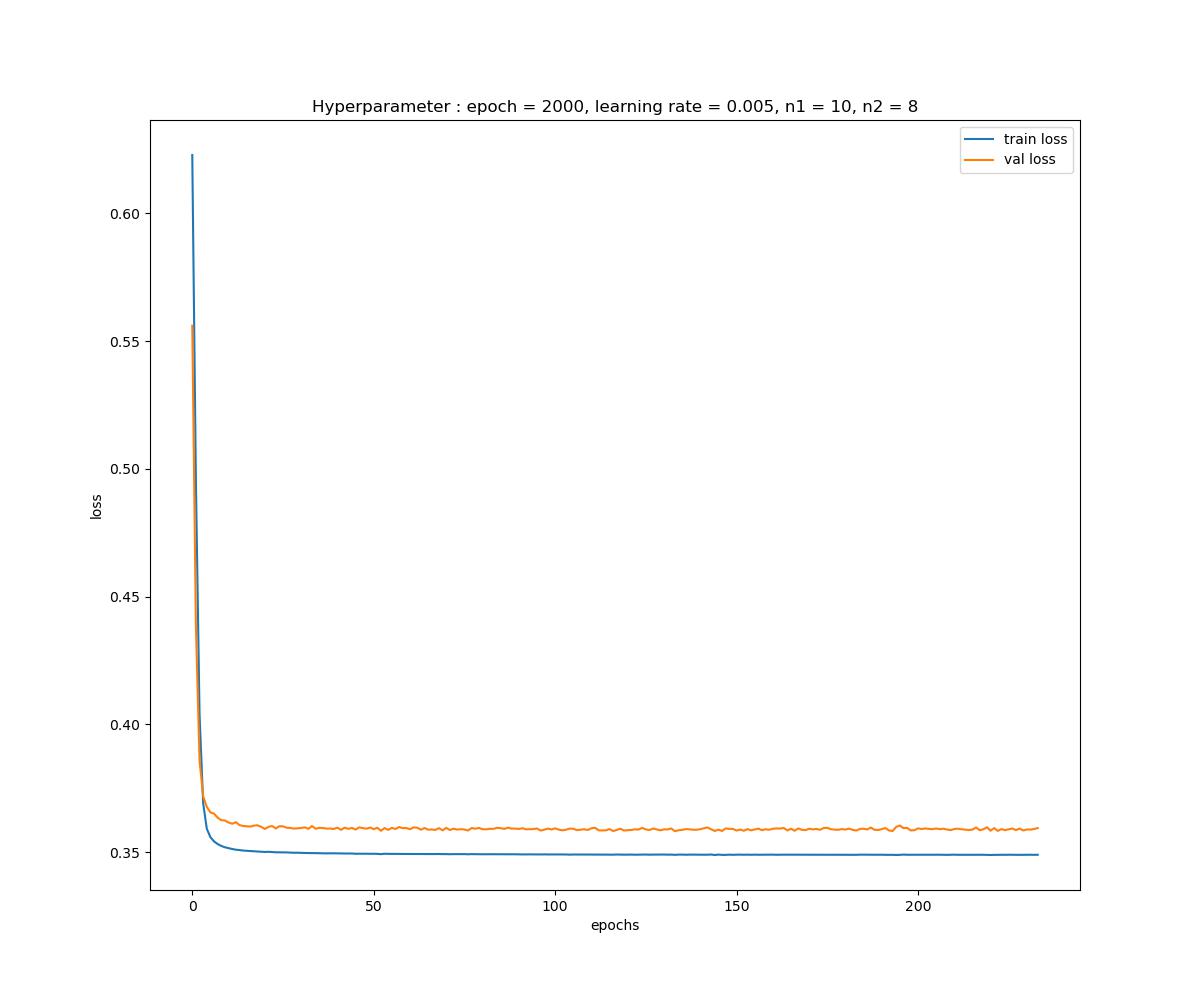 Hyperparameter : epoch = 2000, learning rate = 0.005, n1 = 10, n2 = 8
train loss
val loss
0.60
0.55
0.50
0.45
0.40
0.35
loss
0 50 100 150 200
epochs